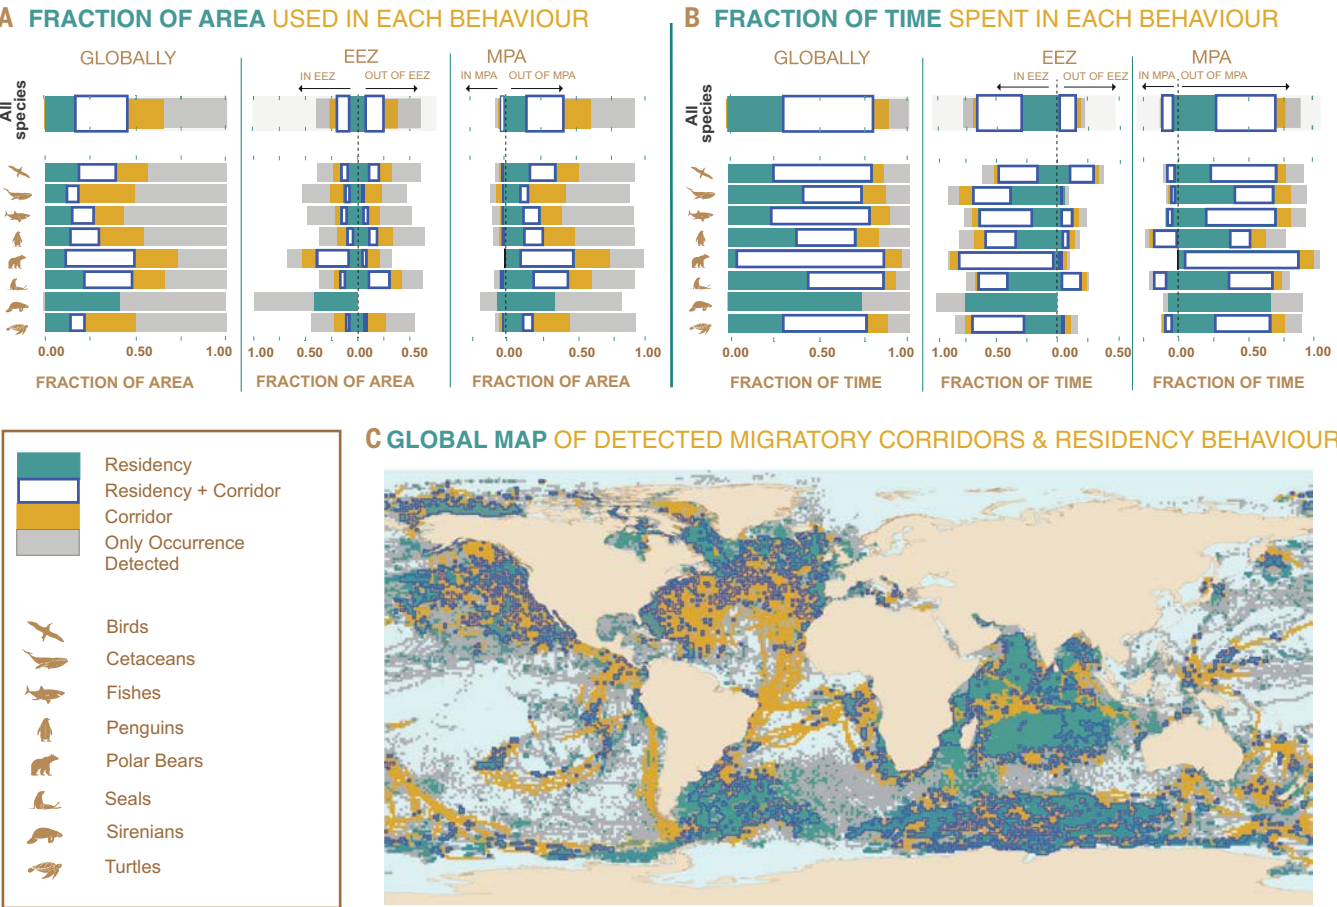 A FRACTION OF AREA USED IN EACH BEHAVIOUR
GLOBALLY
EEZ
MPA
IN EEZ
OUT OF EEZ
IN MPA
OUT OF MPA
All
species
0.00 0.50 1.00
1.00 0.50 0.00 0.50
0.00 0.50 1.00
FRACTION OF AREA
FRACTION OF AREA
FRACTION OF AREA
B FRACTION OF TIME SPENT IN EACH BEHAVIOUR
GLOBALLY
EEZ
MPA
IN EEZ
OUT OF EEZ
IN MPA
OUT OF MPA
All
species
0.00 0.50 1.00
1.00 0.50 0.00 0.50
0.00 0.50 1.00
FRACTION OF TIME
FRACTION OF TIME
FRACTION OF TIME
Residency
Residency + Corridor
Corridor
Only Occurrence
Detected
Birds
Cetaceans
Fishes
Penguins
Polar Bears
Seals
Sirenians
Turtles
C GLOBAL MAP OF DETECTED MIGRATORY CORRIDORS & RESIDENCY BEHAVIOUR